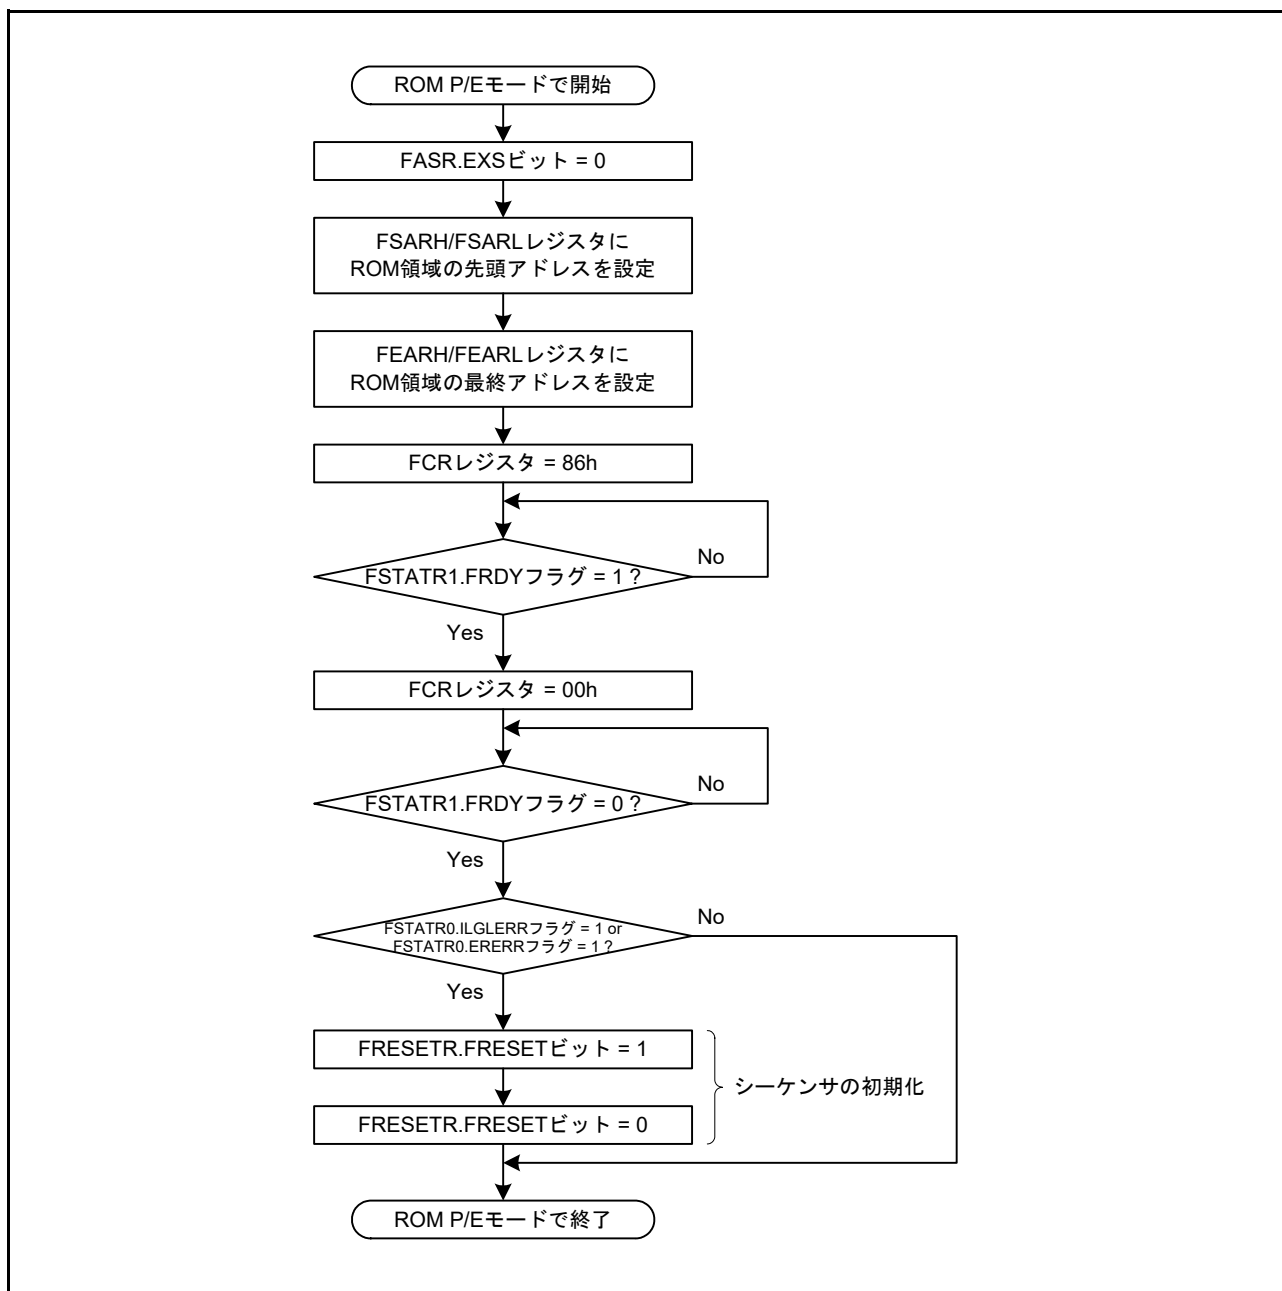 ROM P/Eモードで開始
FASR.EXSビット = 0
FSARH/FSARLレジスタに
ROM領域の先頭アドレスを設定
FEARH/FEARLレジスタに
ROM領域の最終アドレスを設定
FCRレジスタ = 86h
FSTATR1.FRDYフラグ = 1 ?
No
Yes
FCRレジスタ = 00h
FSTATR1.FRDYフラグ = 0 ?
No
Yes
FSTATR0.ILGLERRフラグ = 1 or
FSTATR0.ERERRフラグ = 1 ?
No
Yes
FRESETR.FRESETビット = 1
FRESETR.FRESETビット = 0
シーケンサの初期化
ROM P/Eモードで終了